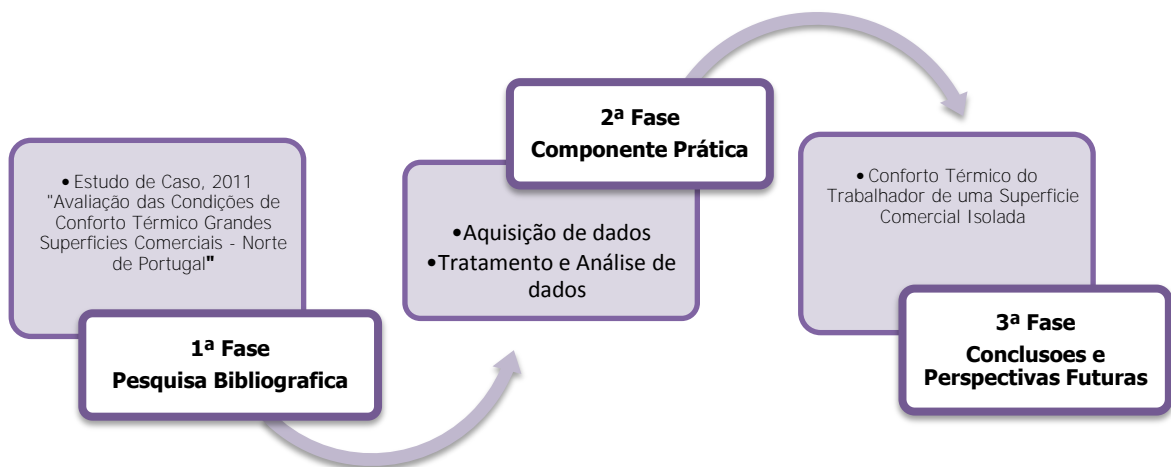 • Estudo de Caso, 2011
"Avaliação das Condições de
Conforto Térmico Grandes
Superficies Comerciais - Norte
de Portugal"
1ª Fase
Pesquisa Bibliografica
2ª Fase
Componente Prática
•Aquisição de dados
•Tratamento e Análise de
dados
• Conforto Térmico do
Trabalhador de uma Superficie
Comercial Isolada
3ª Fase
Conclusoes e
Perspectivas Futuras